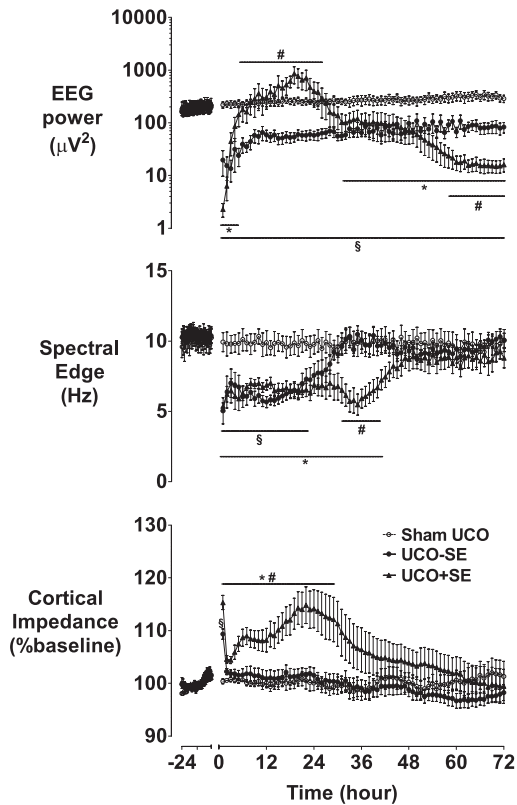 EEG
power
(μV²)
10000
1000
100
10
1
#
*
*
#
§
Spectral
Edge
(Hz)
15
10
5
0
§
#
*
Cortical
Impedance
(%baseline)
130
120
110
100
90
* #
§
Sham UCO
UCO-SE
UCO+SE
-24 0 12 24 36 48 60 72
Time (hour)